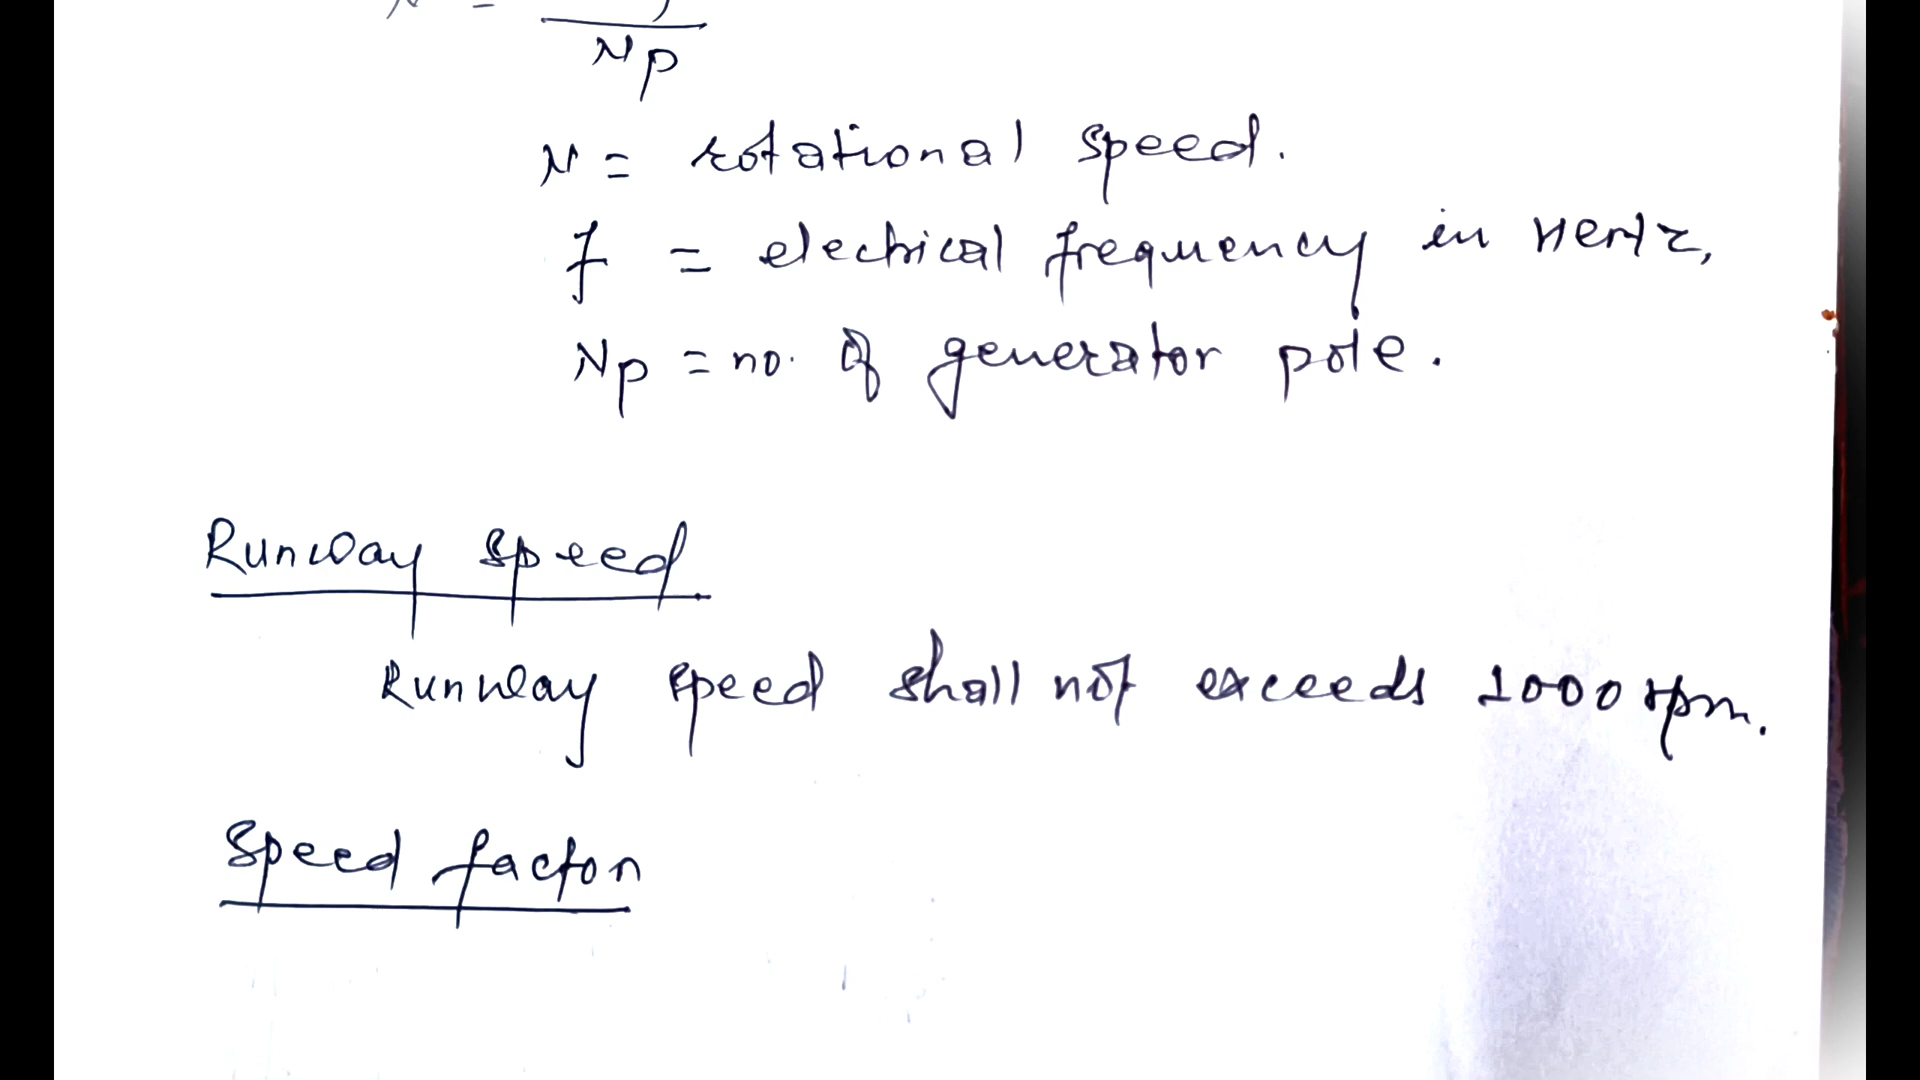 Np
N = rotational speed.
f = electrical frequency in Hertz,
Np = no. of generator pole.
Runway speed
Runway speed shall not exceeds 1000 rpm.
Speed factor